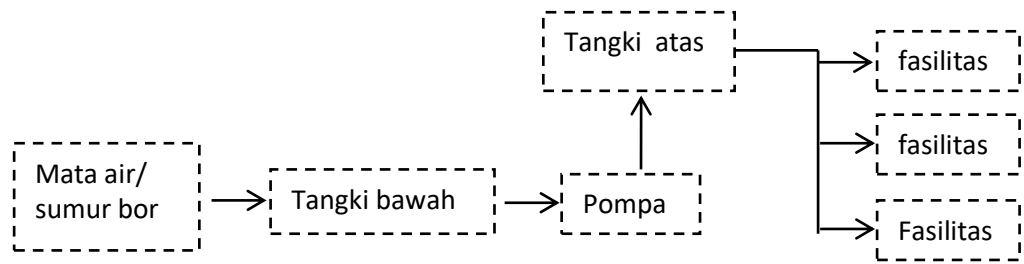 Mata air/
sumur bor
Tangki bawah
Pompa
Tangki atas
fasilitas
fasilitas
Fasilitas